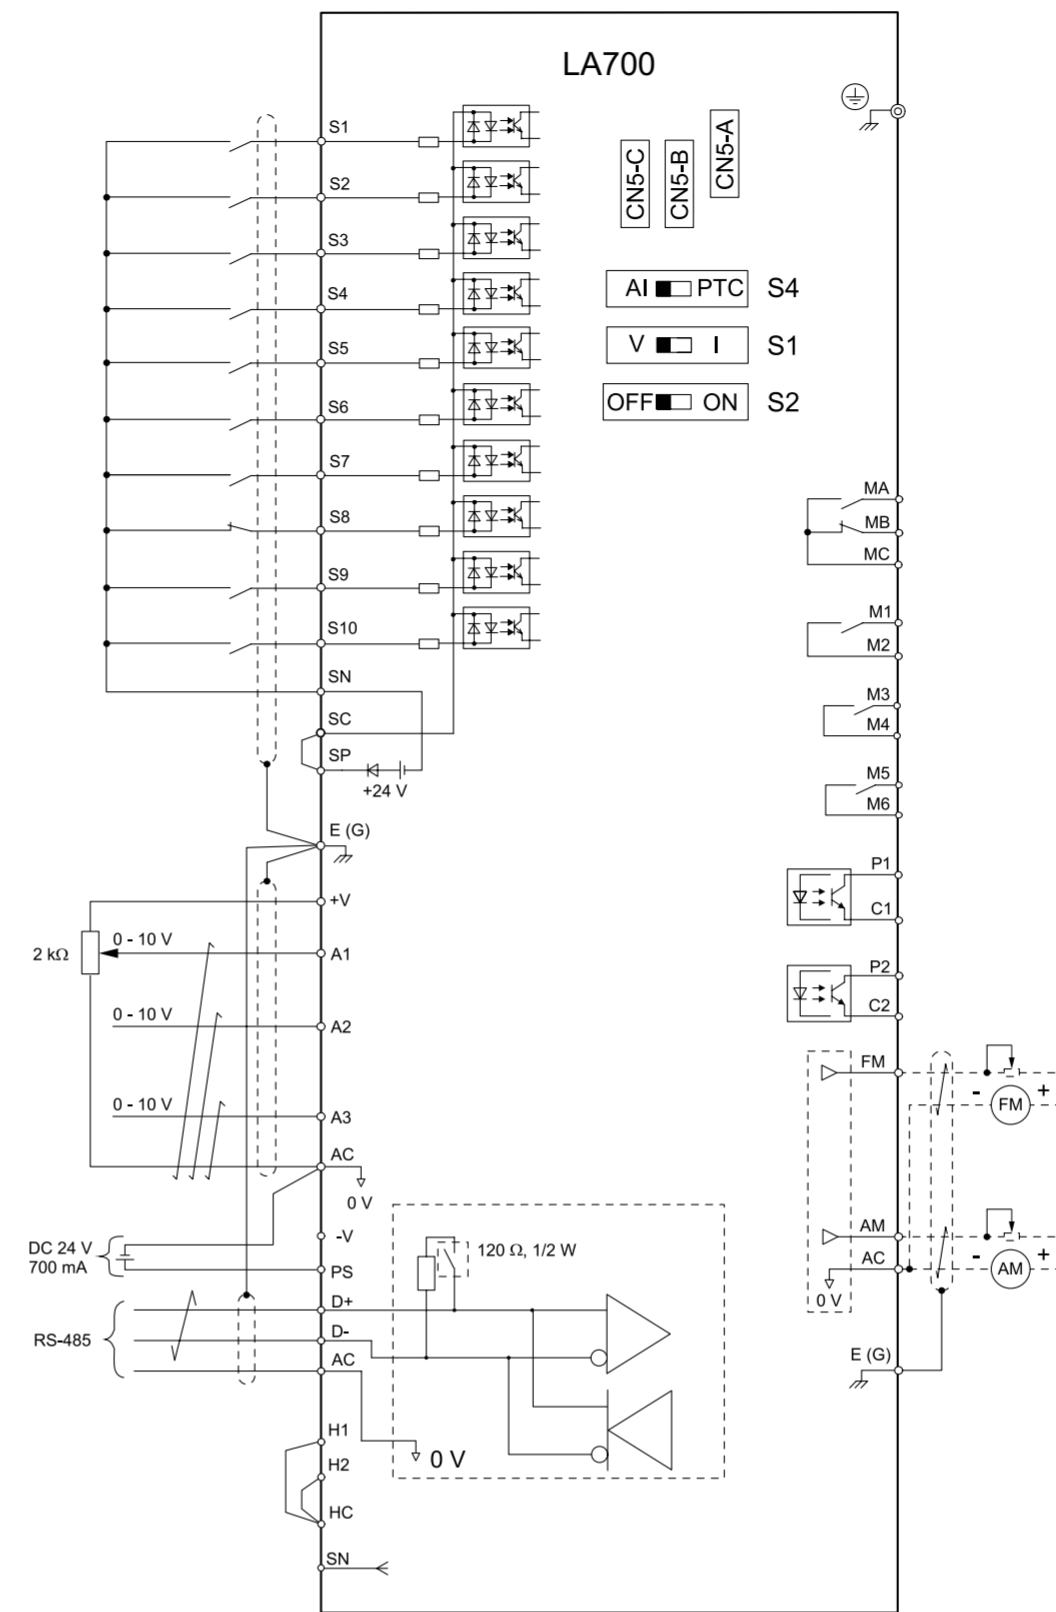 LA700
S1
S2
S3
S4
S5
S6
S7
S8
S9
S10
SN
SC
SP
+24 V
E (G)
+V
2 kΩ
0 - 10 V
A1
0 - 10 V
A2
0 - 10 V
A3
AC
0 V
-V
DC 24 V
700 mA
PS
D+
D-
RS-485
AC
120 Ω, 1/2 W
0 V
H1
H2
HC
SN
CN5-C
CN5-B
CN5-A
AI PTC S4
V I S1
OFF ON S2
MA
MB
MC
M1
M2
M3
M4
M5
M6
P1
C1
P2
C2
FM
- FM +
AM
AC
- AM +
0 V
E (G)